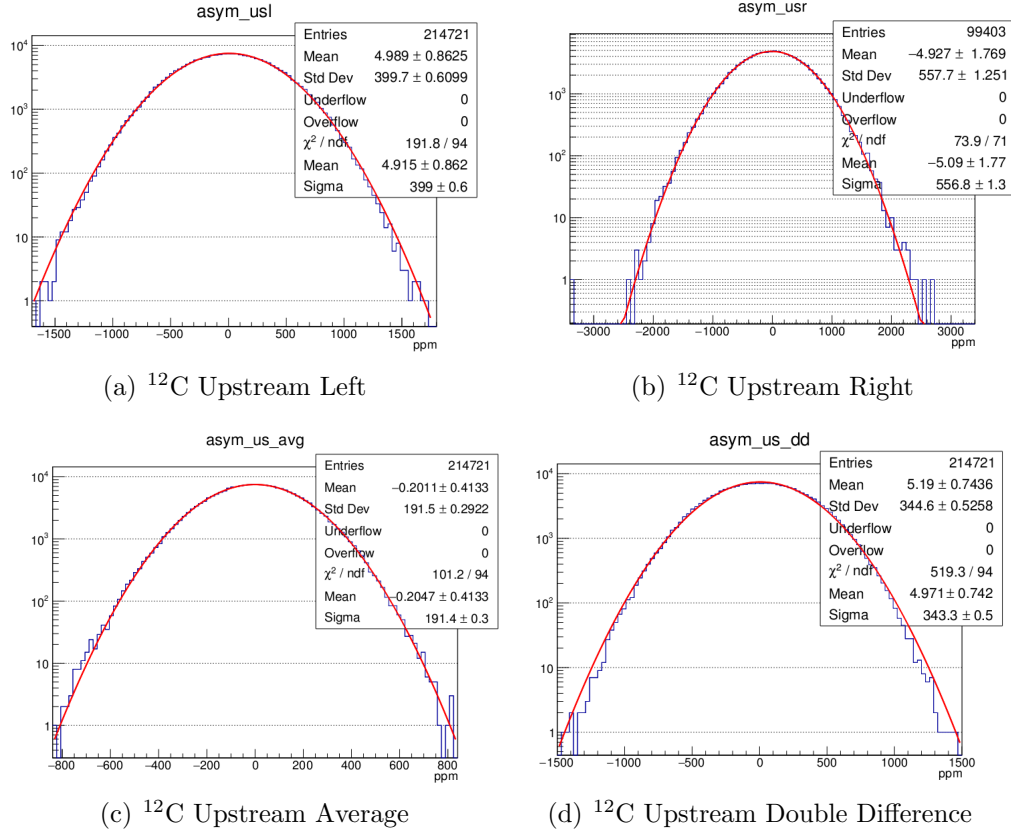 asym_usl
Entries 214721
Mean 4.989 ± 0.8625
Std Dev 399.7 ± 0.6099
Underflow 0
Overflow 0
χ² / ndf 191.8 / 94
Mean 4.915 ± 0.862
Sigma 399 ± 0.6
10⁴
10³
10²
10
1
−1500 −1000 −500 0 500 1000 1500
ppm
(a) ¹²C Upstream Left
asym_usr
Entries 99403
Mean −4.927 ± 1.769
Std Dev 557.7 ± 1.251
Underflow 0
Overflow 0
χ² / ndf 73.9 / 71
Mean −5.09 ± 1.77
Sigma 556.8 ± 1.3
10³
10²
10
1
−3000 −2000 −1000 0 1000 2000 3000
ppm
(b) ¹²C Upstream Right
asym_us_avg
Entries 214721
Mean −0.2011 ± 0.4133
Std Dev 191.5 ± 0.2922
Underflow 0
Overflow 0
χ² / ndf 101.2 / 94
Mean −0.2047 ± 0.4133
Sigma 191.4 ± 0.3
10⁴
10³
10²
10
1
−800 −600 −400 −200 0 200 400 600 800
ppm
(c) ¹²C Upstream Average
asym_us_dd
Entries 214721
Mean 5.19 ± 0.7436
Std Dev 344.6 ± 0.5258
Underflow 0
Overflow 0
χ² / ndf 519.3 / 94
Mean 4.971 ± 0.742
Sigma 343.3 ± 0.5
10⁴
10³
10²
10
1
−1500 −1000 −500 0 500 1000 1500
ppm
(d) ¹²C Upstream Double Difference